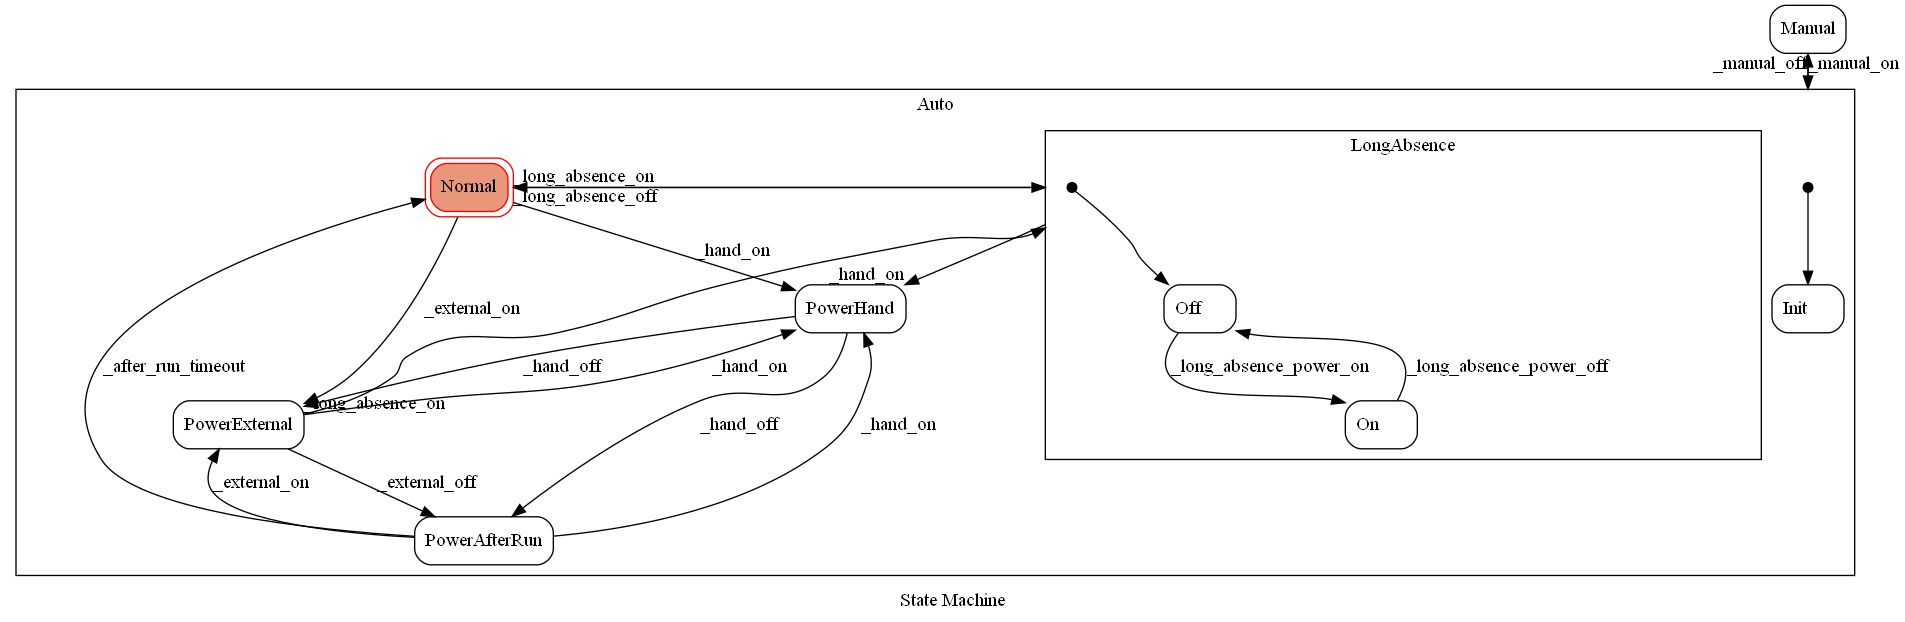 Manual
_manual_off
_manual_on
Auto
LongAbsence
Normal
_long_absence_on
_long_absence_off
_hand_on
_hand_on
_external_on
PowerHand
Off
Init
_after_run_timeout
_hand_off
_hand_on
_long_absence_power_on
_long_absence_power_off
_long_absence_on
PowerExternal
_hand_off
_hand_on
On
_external_on
_external_off
PowerAfterRun
State Machine